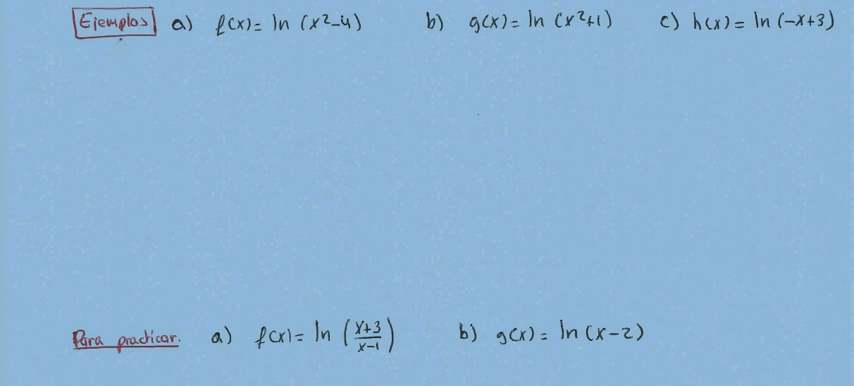 Ejemplos a) f(x)= ln (x²-4) b) g(x)= ln (x²+1) c) h(x)= ln (-x+3)
Para practicar. a) f(x)= ln (x+3/x-1) b) g(x)= ln (x-2)